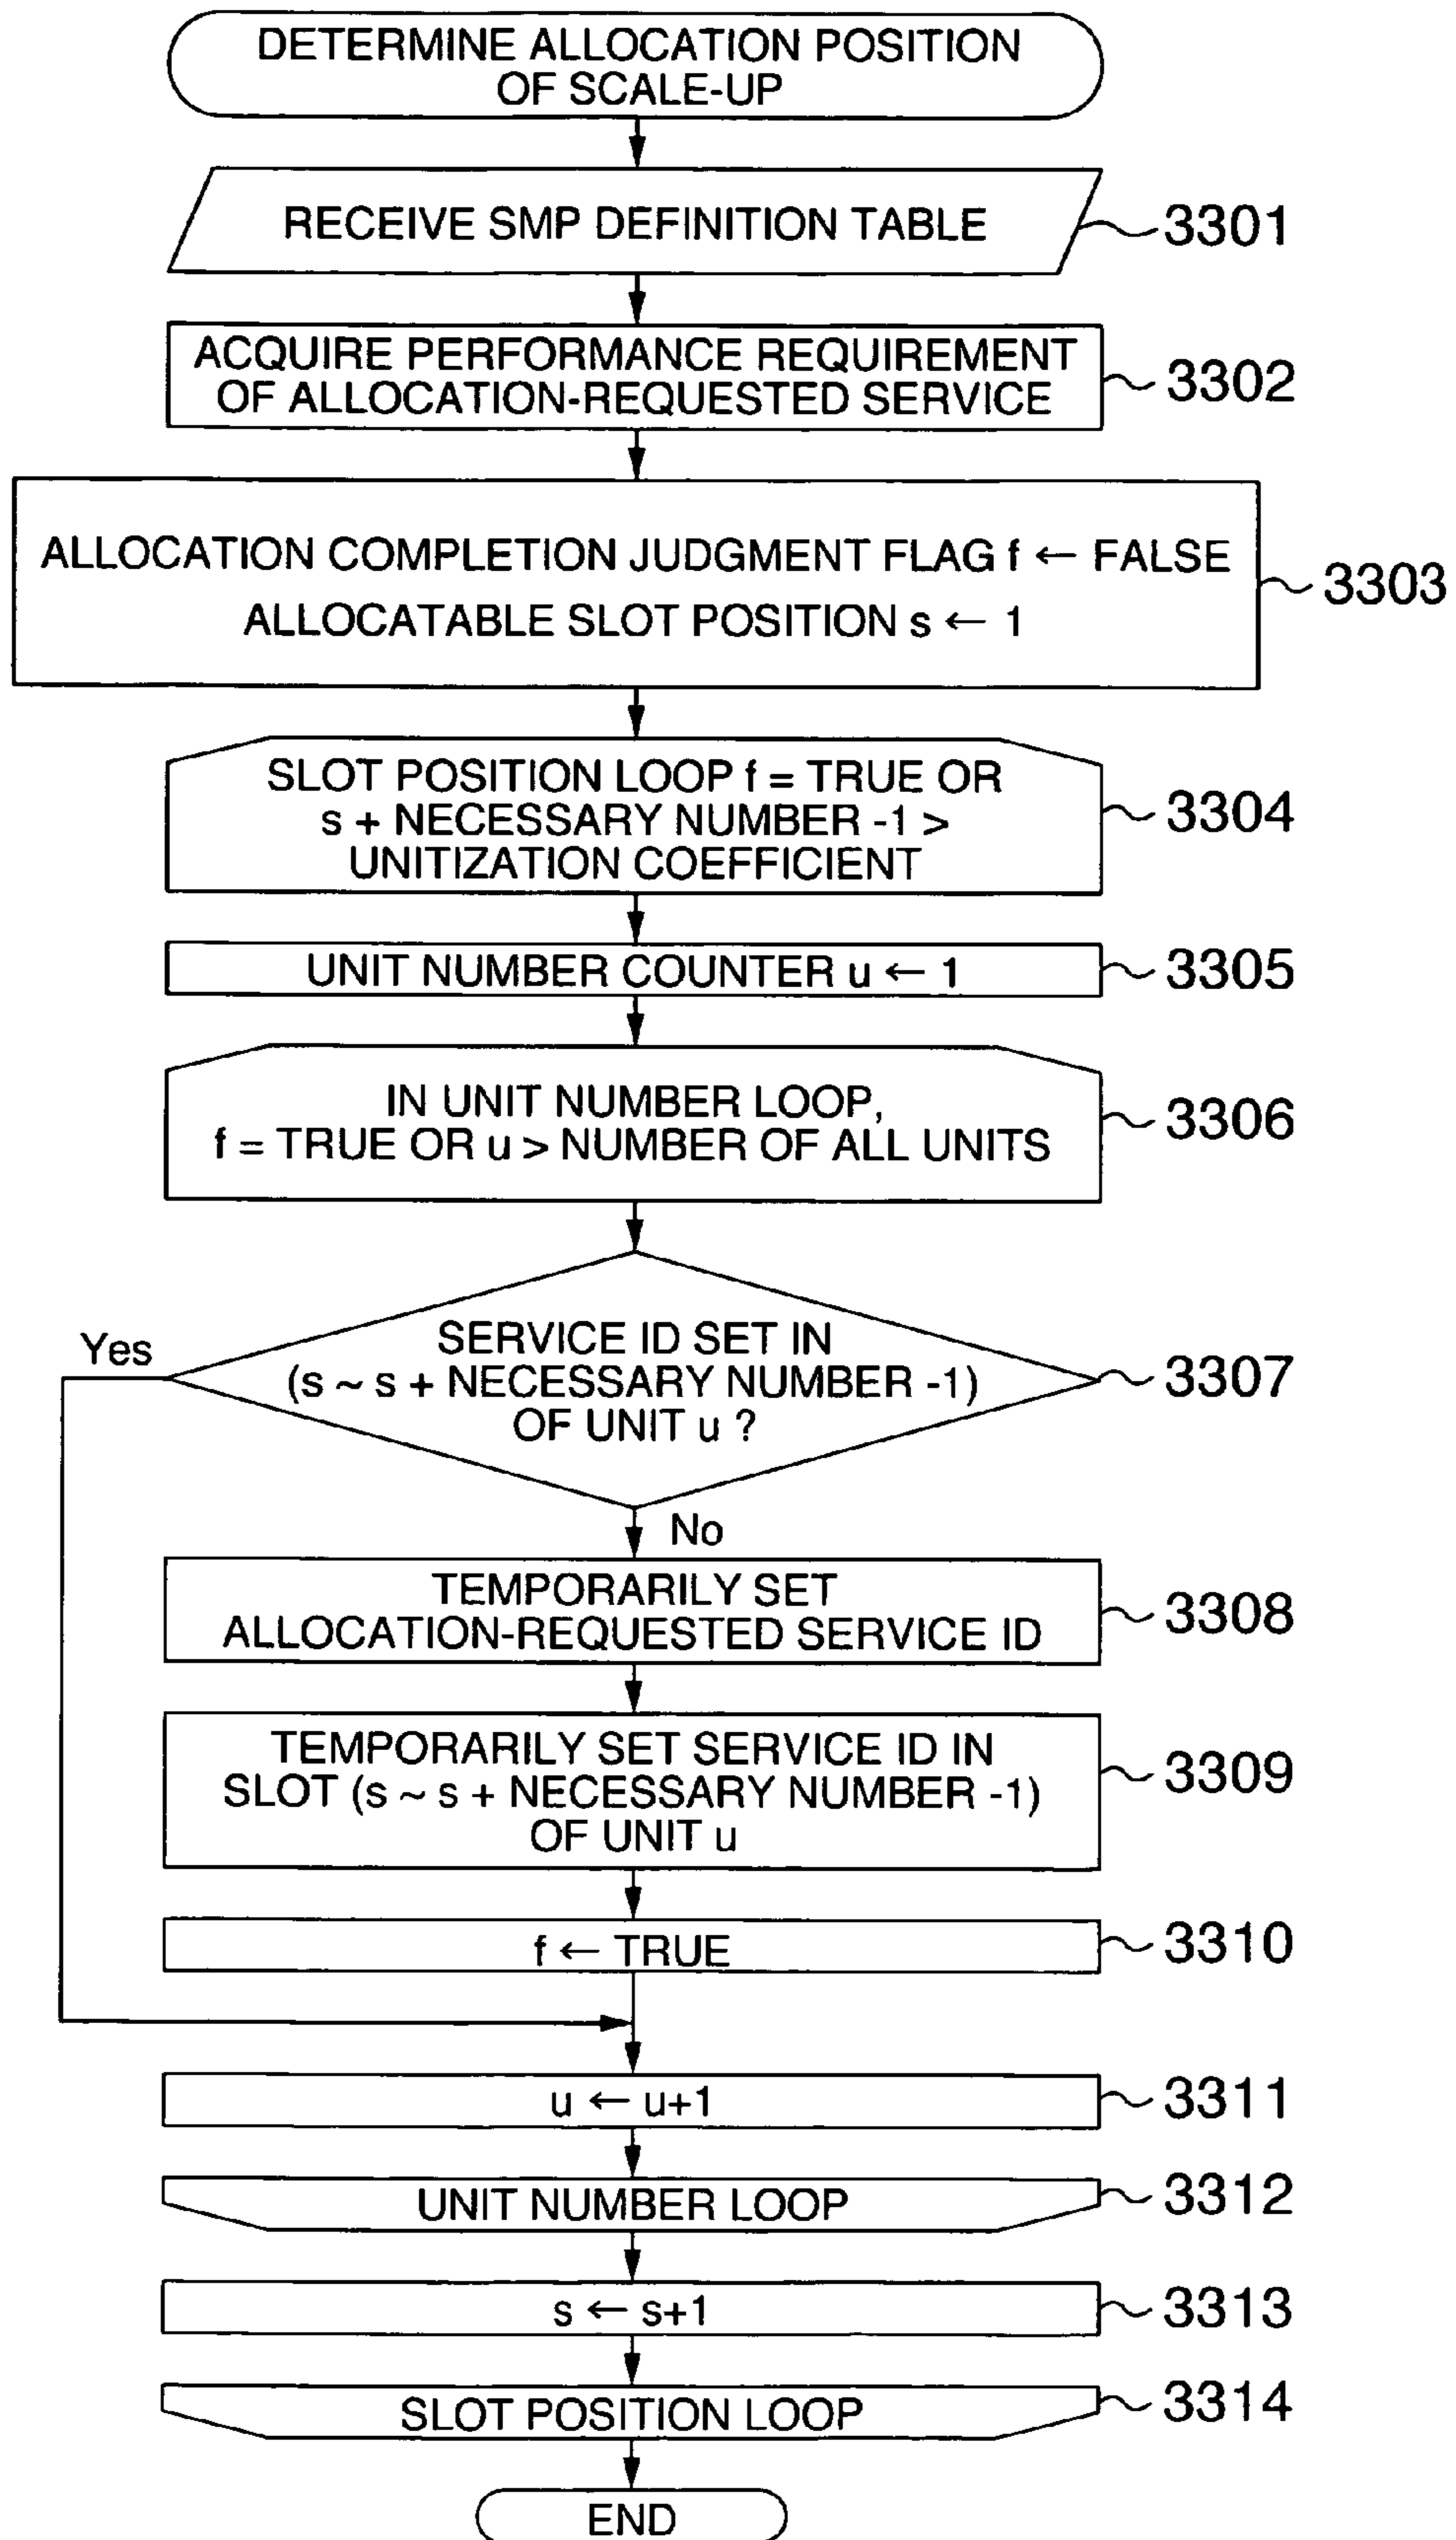 DETERMINE ALLOCATION POSITION
OF SCALE-UP
RECEIVE SMP DEFINITION TABLE
3301
ACQUIRE PERFORMANCE REQUIREMENT
OF ALLOCATION-REQUESTED SERVICE
3302
ALLOCATION COMPLETION JUDGMENT FLAG f ← FALSE
ALLOCATABLE SLOT POSITION s ← 1
3303
SLOT POSITION LOOP f = TRUE OR
s + NECESSARY NUMBER -1 >
UNITIZATION COEFFICIENT
3304
UNIT NUMBER COUNTER u ← 1
3305
IN UNIT NUMBER LOOP,
f = TRUE OR u > NUMBER OF ALL UNITS
3306
Yes
SERVICE ID SET IN
(s ~ s + NECESSARY NUMBER -1)
OF UNIT u ?
3307
No
TEMPORARILY SET
ALLOCATION-REQUESTED SERVICE ID
3308
TEMPORARILY SET SERVICE ID IN
SLOT (s ~ s + NECESSARY NUMBER -1)
OF UNIT u
3309
f ← TRUE
3310
u ← u+1
3311
UNIT NUMBER LOOP
3312
s ← s+1
3313
SLOT POSITION LOOP
3314
END